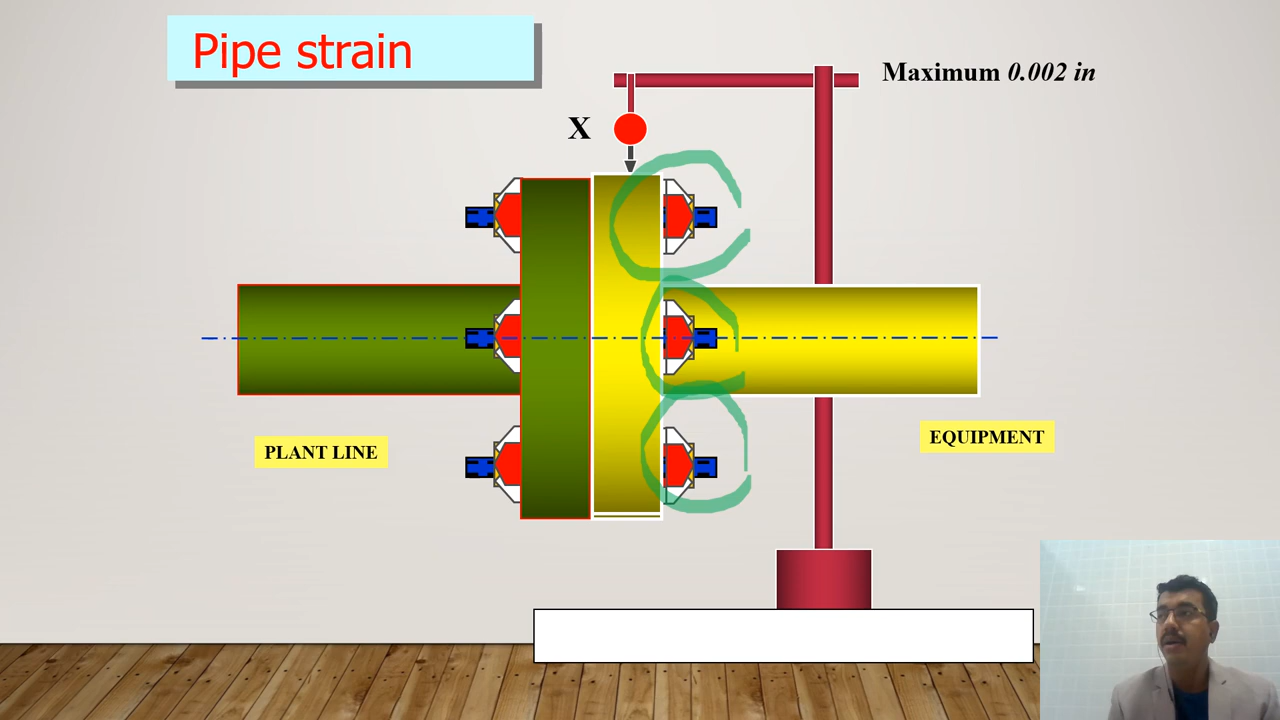 Pipe strain
Maximum 0.002 in
X
PLANT LINE
EQUIPMENT